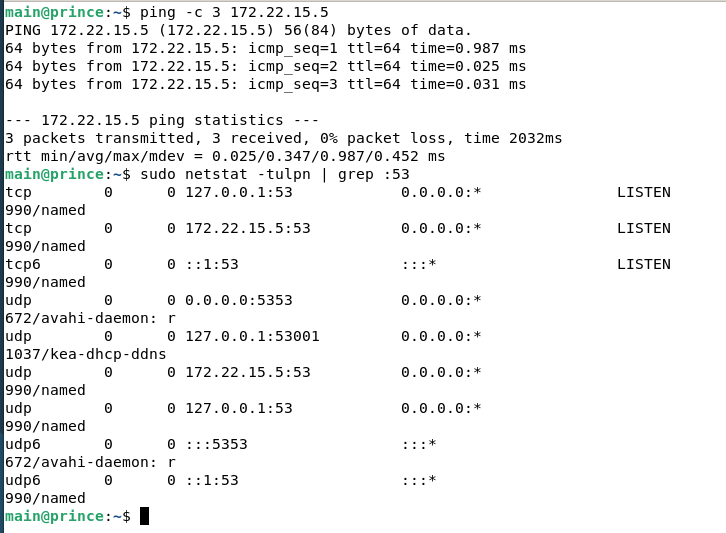 main@prince:~$ ping -c 3 172.22.15.5
PING 172.22.15.5 (172.22.15.5) 56(84) bytes of data.
64 bytes from 172.22.15.5: icmp_seq=1 ttl=64 time=0.987 ms
64 bytes from 172.22.15.5: icmp_seq=2 ttl=64 time=0.025 ms
64 bytes from 172.22.15.5: icmp_seq=3 ttl=64 time=0.031 ms

--- 172.22.15.5 ping statistics ---
3 packets transmitted, 3 received, 0% packet loss, time 2032ms
rtt min/avg/max/mdev = 0.025/0.347/0.987/0.452 ms
main@prince:~$ sudo netstat -tulpn | grep :53
tcp        0      0 127.0.0.1:53            0.0.0.0:*               LISTEN
990/named
tcp        0      0 172.22.15.5:53          0.0.0.0:*               LISTEN
990/named
tcp6       0      0 ::1:53                  :::*                    LISTEN
990/named
udp        0      0 0.0.0.0:5353            0.0.0.0:*
672/avahi-daemon: r
udp        0      0 127.0.0.1:53001         0.0.0.0:*
1037/kea-dhcp-ddns
udp        0      0 172.22.15.5:53          0.0.0.0:*
990/named
udp        0      0 127.0.0.1:53            0.0.0.0:*
990/named
udp6       0      0 :::5353                 :::*
672/avahi-daemon: r
udp6       0      0 ::1:53                  :::*
990/named
main@prince:~$